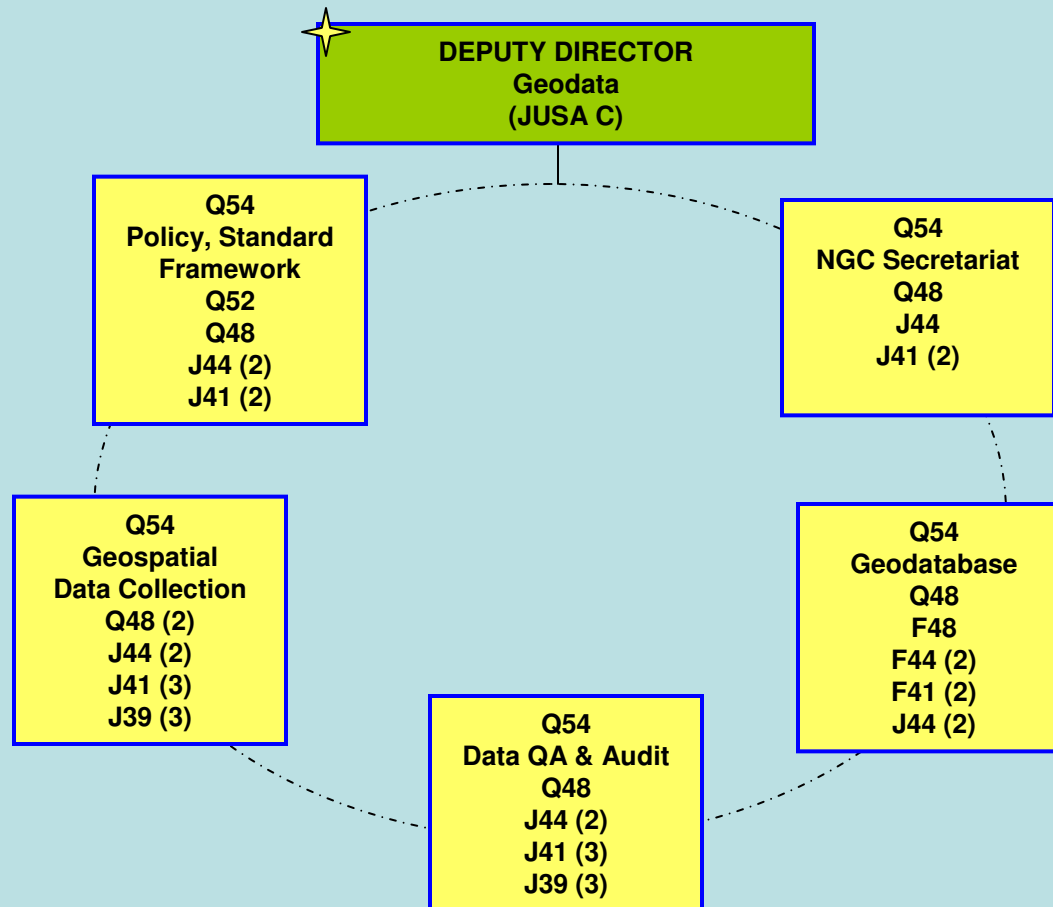 DEPUTY DIRECTOR
Geodata
(JUSA C)
Q54
Policy, Standard
Framework
Q52
Q48
J44 (2)
J41 (2)
Q54
NGC Secretariat
Q48
J44
J41 (2)
Q54
Geospatial
Data Collection
Q48 (2)
J44 (2)
J41 (3)
J39 (3)
Q54
Geodatabase
Q48
F48
F44 (2)
F41 (2)
J44 (2)
Q54
Data QA & Audit
Q48
J44 (2)
J41 (3)
J39 (3)